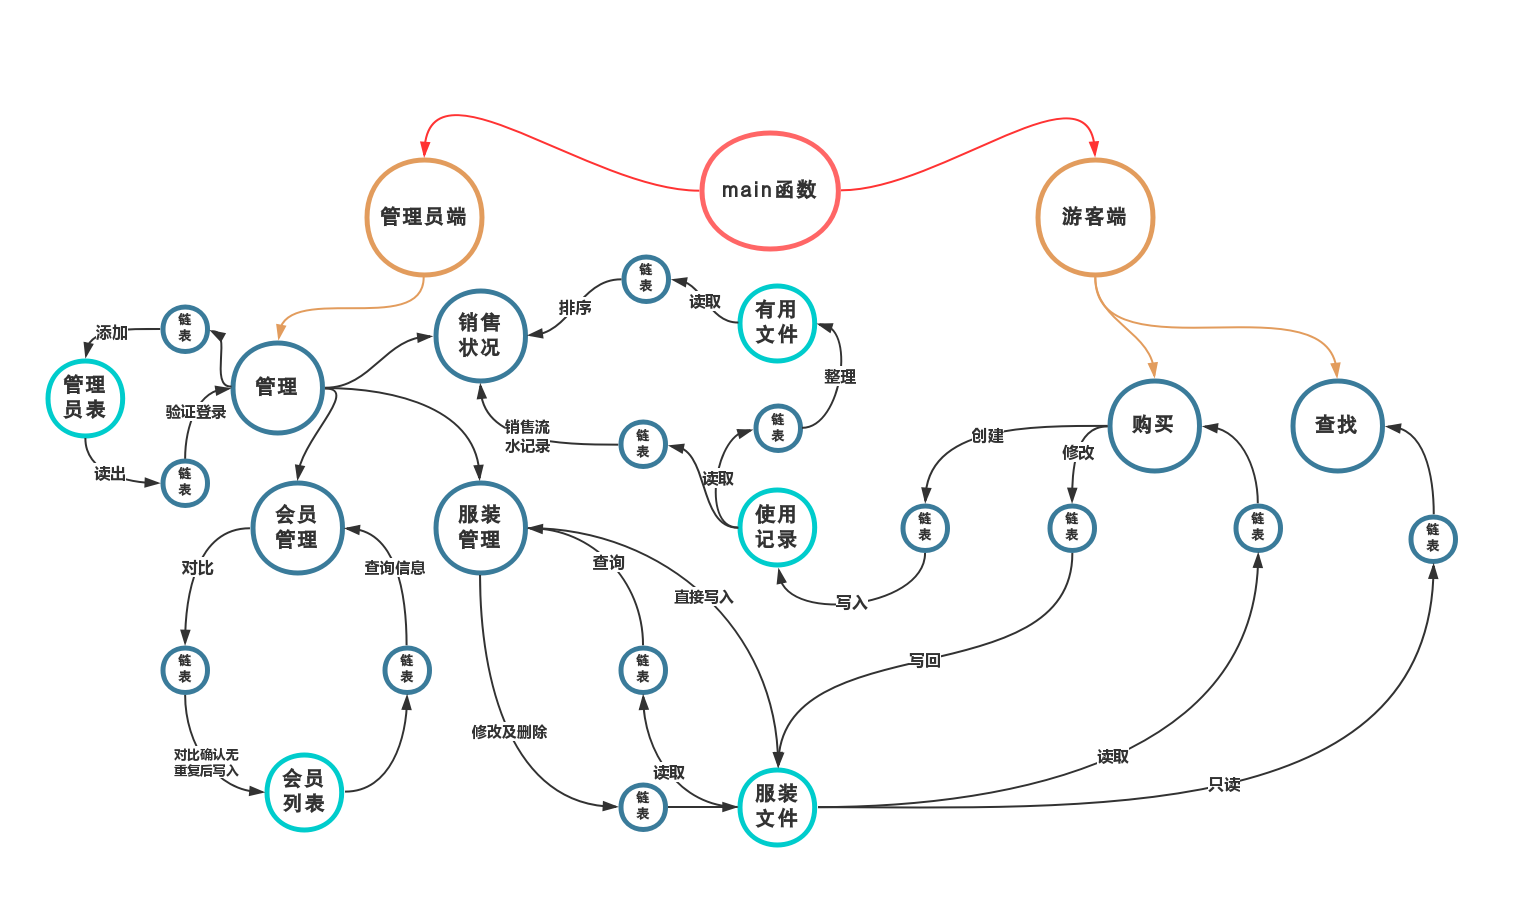 main函数
管理员端
游客端
链
表
排序
读取
有用
文件
添加
链
表
销售
状况
管理
员表
管理
整理
验证登录
销售流
水记录
链
表
链
表
购买
查找
创建
修改
读出
链
表
读取
会员
管理
服装
管理
使用
记录
链
表
链
表
链
表
链
表
对比
查询信息
查询
直接写入
写入
链
表
链
表
链
表
写回
修改及删除
对比确认无
重复后写入
读取
读取
只读
会员
列表
链
表
服装
文件